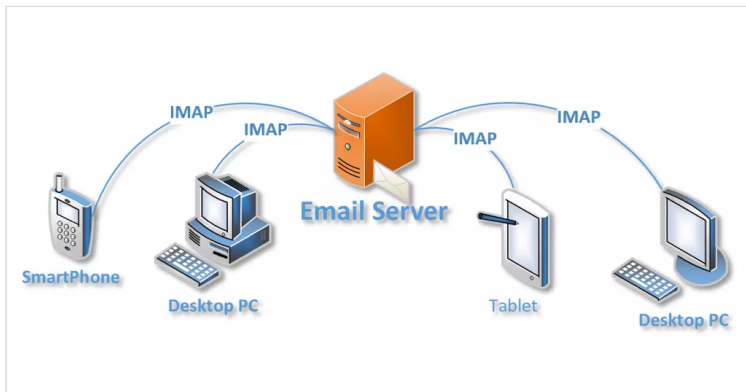 IMAP
IMAP
IMAP
IMAP
Email Server
SmartPhone
Desktop PC
Tablet
Desktop PC